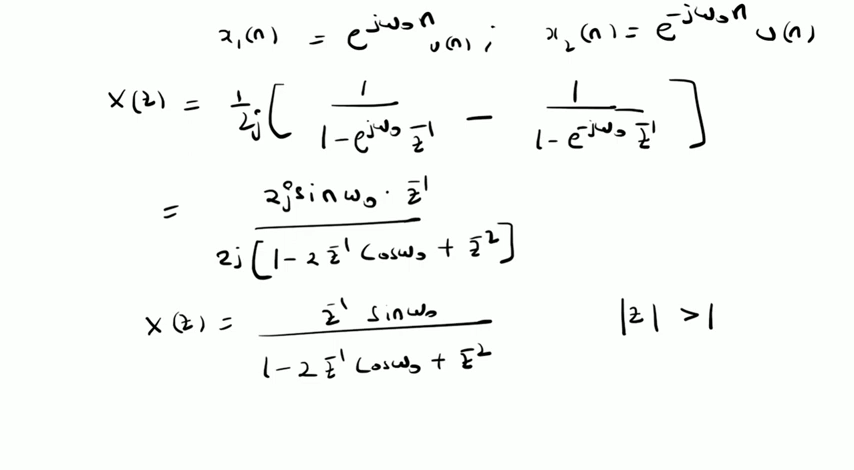 x₁(n) = e^{jω₀n} u(n) ; x₂(n) = e^{-jω₀n} u(n)
X(z) = 1/2j [ 1/(1 - e^{jω₀} z^{-1}) - 1/(1 - e^{-jω₀} z^{-1}) ]
= (2j sin ω₀ · z^{-1}) / (2j [1 - 2 z^{-1} cos ω₀ + z^{-2}])
X(z) = (z^{-1} sin ω₀) / (1 - 2 z^{-1} cos ω₀ + z^{-2}) |z| > 1